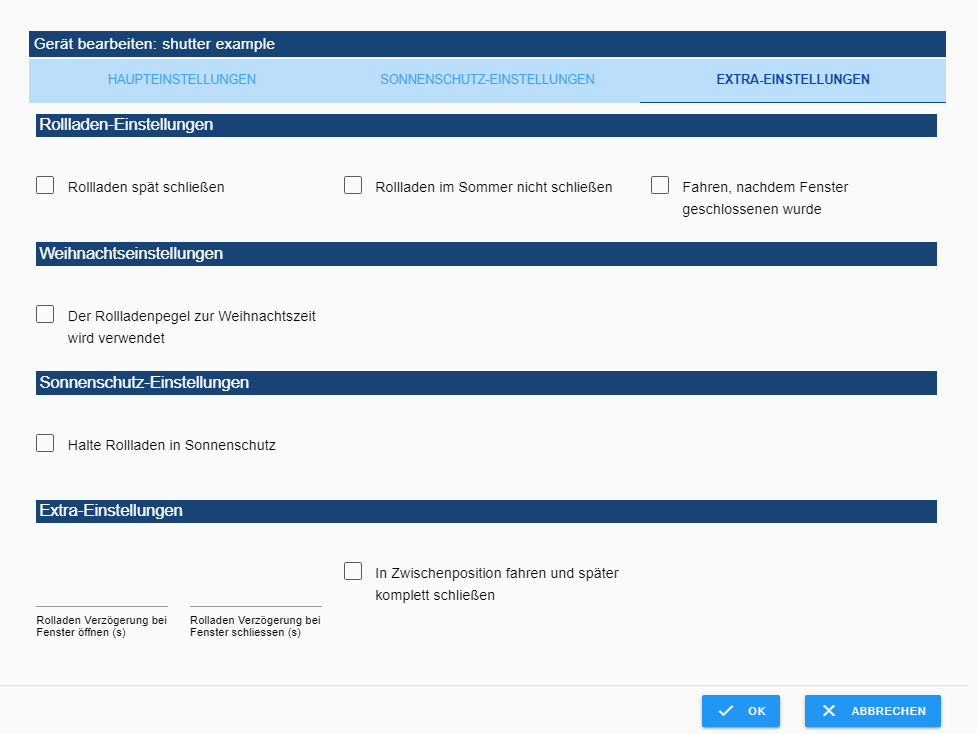 Gerät bearbeiten: shutter example
HAUPTEINSTELLUNGEN
SONNENSCHUTZ-EINSTELLUNGEN
EXTRA-EINSTELLUNGEN
Rollladen-Einstellungen
Rollladen spät schließen
Rollladen im Sommer nicht schließen
Fahren, nachdem Fenster
geschlossenen wurde
Weihnachtseinstellungen
Der Rollladenpegel zur Weihnachtszeit
wird verwendet
Sonnenschutz-Einstellungen
Halte Rollladen in Sonnenschutz
Extra-Einstellungen
Rolladen Verzögerung bei
Fenster öffnen (s)
Rolladen Verzögerung bei
Fenster schliessen (s)
In Zwischenposition fahren und später
komplett schließen
OK
ABBRECHEN